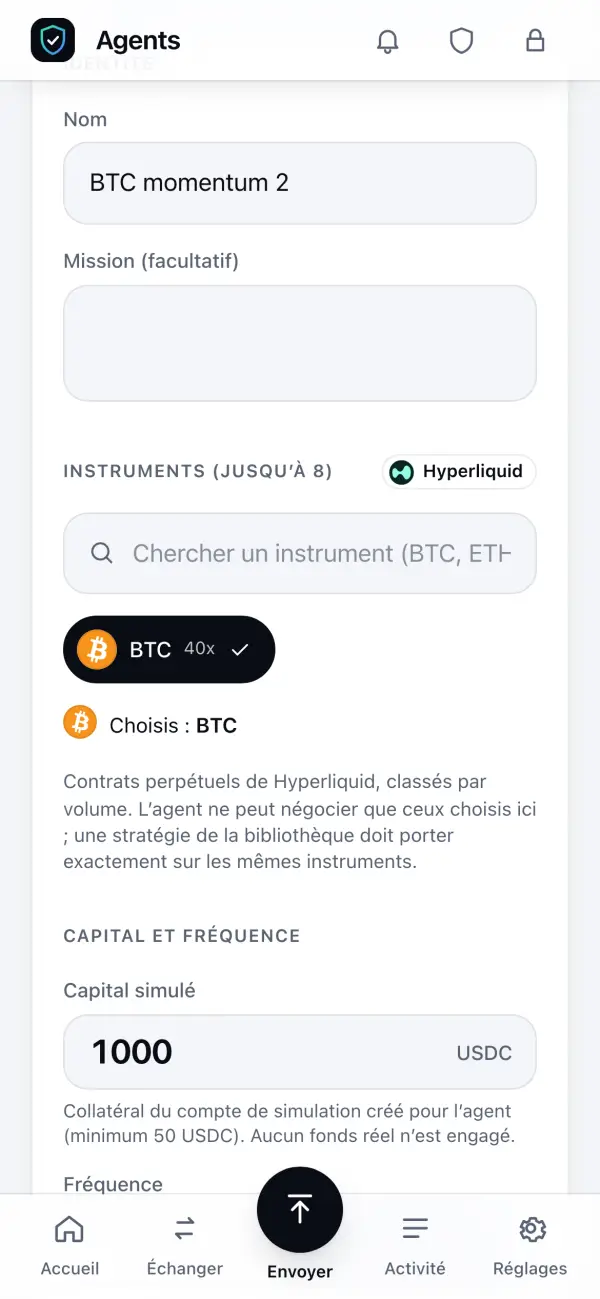 Agents
IDENTITÉ
Nom
BTC momentum 2
Mission (facultatif)
INSTRUMENTS (JUSQU’À 8)
Hyperliquid
Chercher un instrument (BTC, ETH
BTC 40x
Choisis : BTC
Contrats perpétuels de Hyperliquid, classés par
volume. L’agent ne peut négocier que ceux choisis ici
; une stratégie de la bibliothèque doit porter
exactement sur les mêmes instruments.
CAPITAL ET FRÉQUENCE
Capital simulé
1000
USDC
Collatéral du compte de simulation créé pour l’agent
(minimum 50 USDC). Aucun fonds réel n’est engagé.
Fréquence
Accueil
Échanger
Envoyer
Activité
Réglages